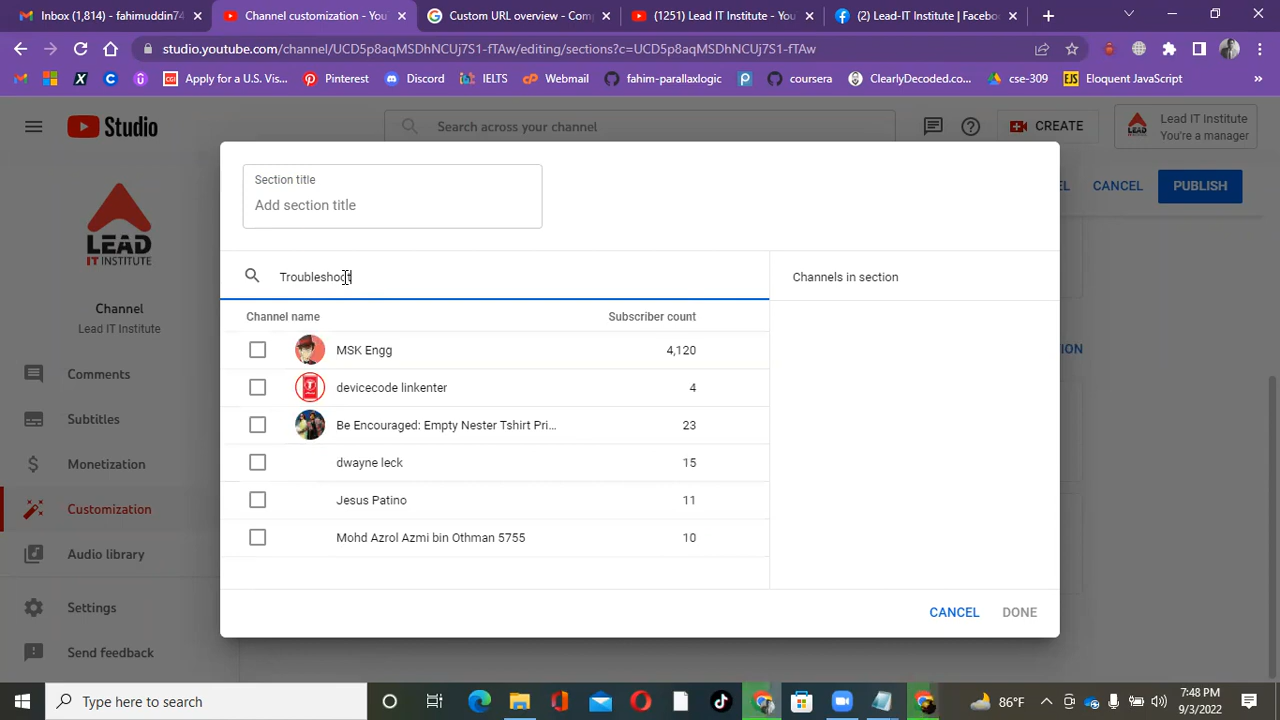 Inbox (1,814) - fahimuddin74
Channel customization - You
Custom URL overview - Com
(1251) Lead IT Institute - You
(2) Lead-IT Institute | Faceboo
studio.youtube.com/channel/UCD5p8aqMSDhNCUj7S1-fTAw/editing/sections?c=UCD5p8aqMSDhNCUj7S1-fTAw
Apply for a U.S. Vis...
Pinterest
Discord
IELTS
Webmail
fahim-parallaxlogic
coursera
ClearlyDecoded.co...
cse-309
EJS
Eloquent JavaScript
Studio
Search across your channel
CREATE
Lead IT Institute
You're a manager
Section title
Add section title
CANCEL
PUBLISH
LEAD
IT INSTITUTE
Troubleshoot
Channels in section
Channel
Lead IT Institute
Channel name
Subscriber count
MSK Engg
4,120
devicecode linkenter
4
Be Encouraged: Empty Nester Tshirt Pri...
23
dwayne leck
15
Jesus Patino
11
Mohd Azrol Azmi bin Othman 5755
10
Comments
Subtitles
Monetization
Customization
Audio library
Settings
Send feedback
CANCEL
DONE
Type here to search
86°F
7:48 PM
9/3/2022